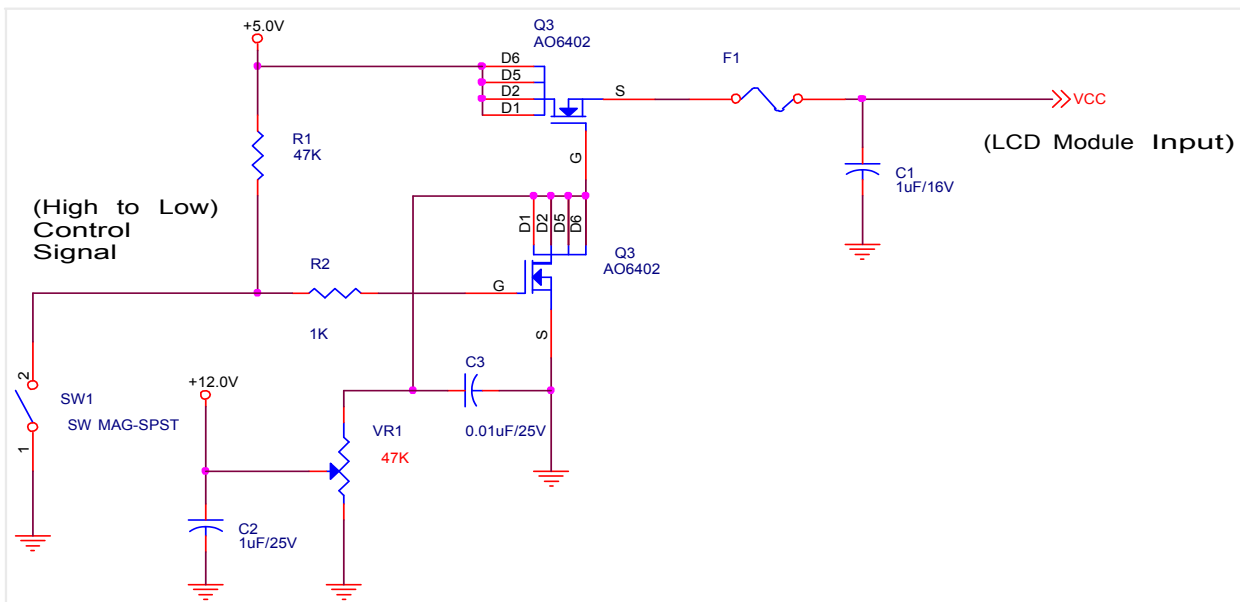 +5.0V
Q3
AO6402
F1
D6
D5
D2
D1
S
VCC
(LCD Module Input)
R1
47K
G
C1
1uF/16V
(High to Low)
Control
Signal
D1
D2
D5
D6
Q3
AO6402
R2
G
1K
S
2
SW1
SW MAG-SPST
1
+12.0V
C3
0.01uF/25V
VR1
47K
C2
1uF/25V